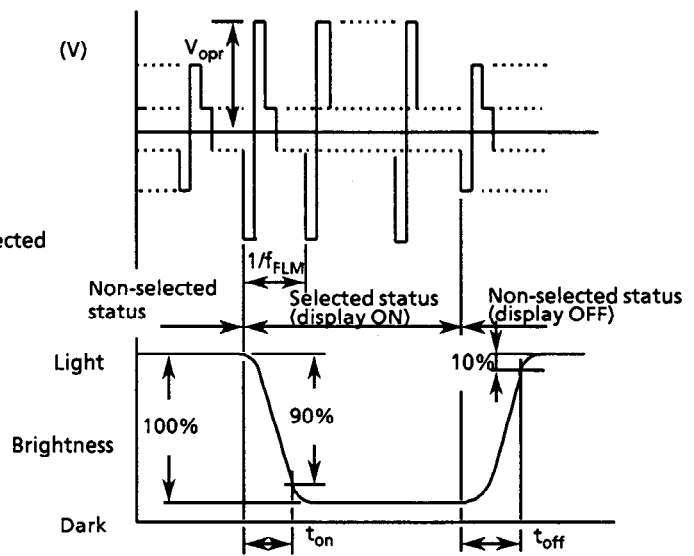 (V)
Vopr
ected
1/fFLM
Non-selected
status
Selected status
(display ON)
Non-selected status
(display OFF)
Light
10%
100%
90%
Brightness
Dark
ton
toff